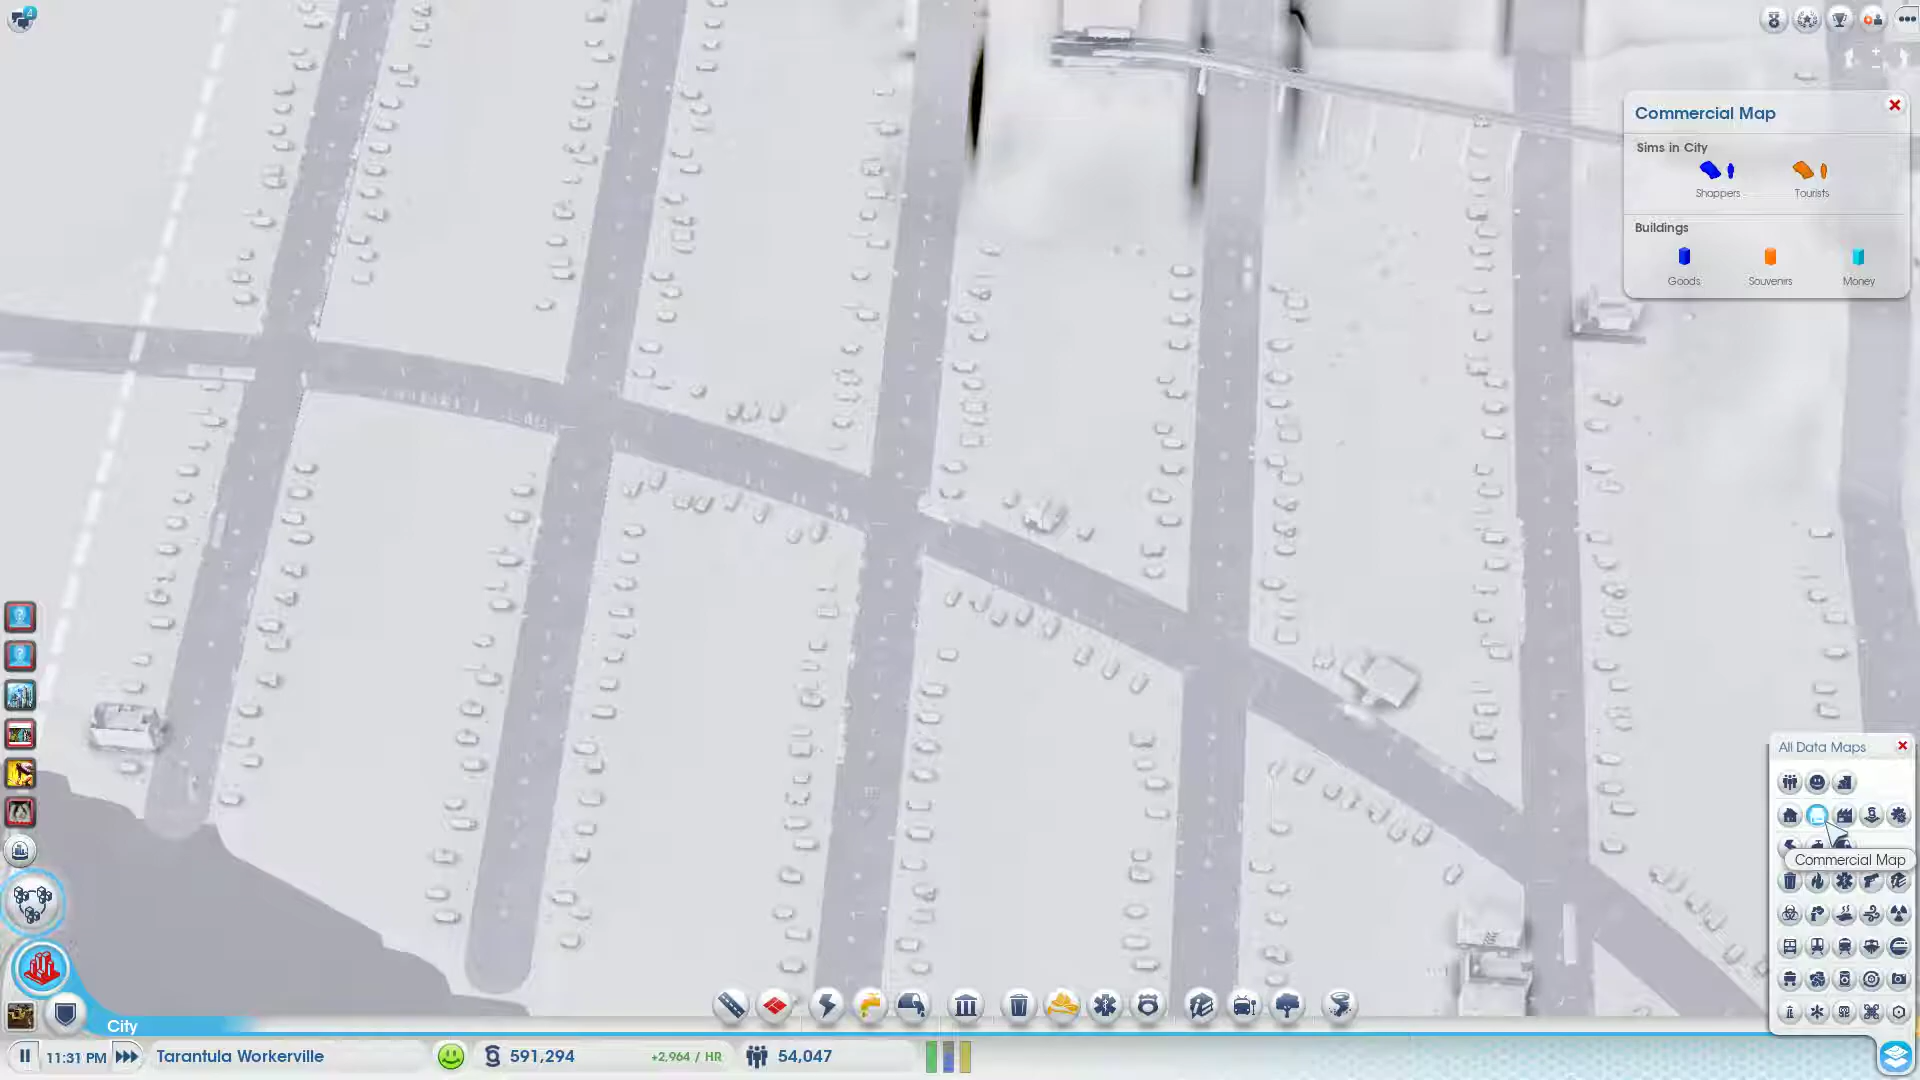 4
Commercial Map
Sims in City
Shoppers
Tourists
Buildings
Goods
Souvenirs
Money
All Data Maps
Commercial Map
City
11:31 PM
Tarantula Workerville
591,294
+2,964 / HR
54,047